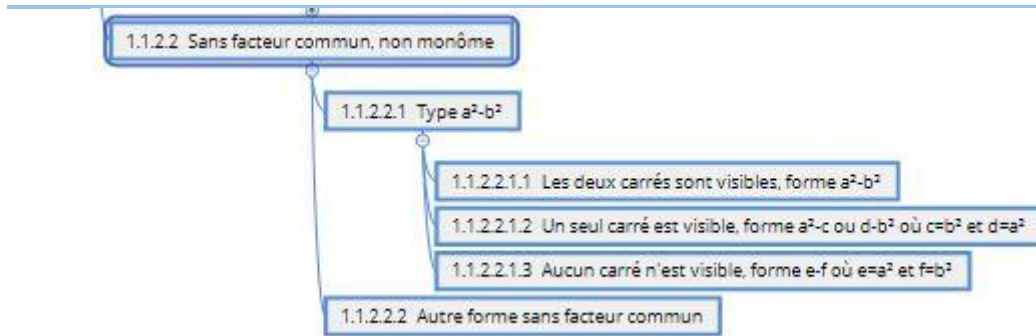 1.1.2.2 Sans facteur commun, non monôme
1.1.2.2.1 Type a²-b²
1.1.2.2.1.1 Les deux carrés sont visibles, forme a²-b²
1.1.2.2.1.2 Un seul carré est visible, forme a²-c ou d-b² où c=b² et d=a²
1.1.2.2.1.3 Aucun carré n'est visible, forme e-f où e=a² et f=b²
1.1.2.2.2 Autre forme sans facteur commun